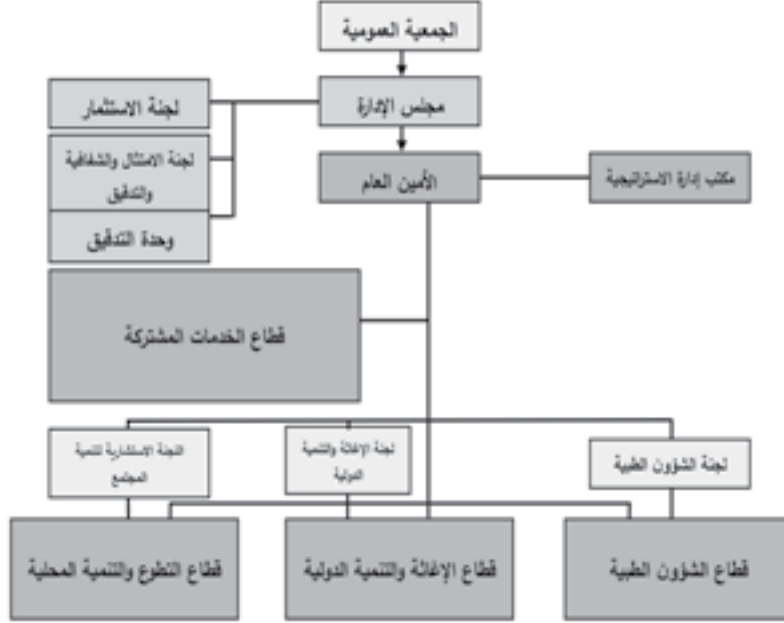 الجمعية العمومية
مجلس الإدارة
لجنة الاستثمار
لجنة الامتثال والشفافية
والتدقيق
وحدة التدقيق
الأمين العام
مكتب إدارة الاستراتيجية
قطاع الخدمات المشتركة
لجنة الشؤون الطبية
لجنة الإغاثة والتنمية
الدولية
اللجنة الاستشارية لتنمية
المجتمع
قطاع الشؤون الطبية
قطاع الإغاثة والتنمية الدولية
قطاع التطوع والتنمية المحلية